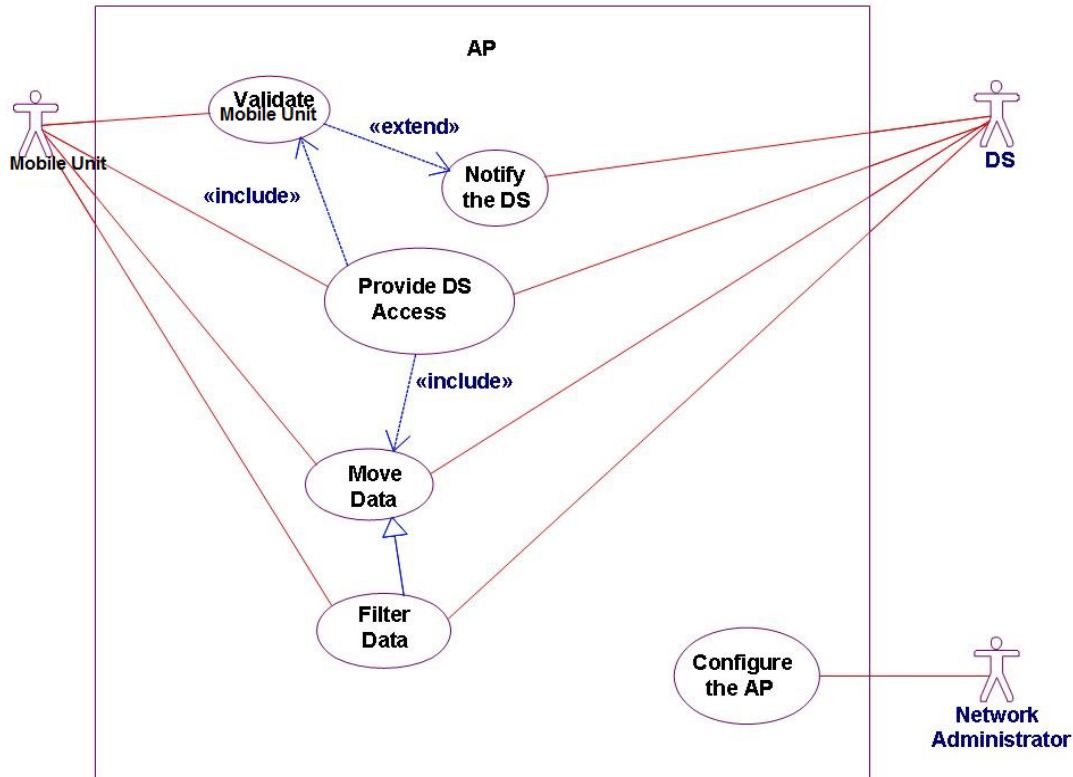 AP
Validate
Mobile Unit
«extend»
Mobile Unit
DS
Notify
the DS
«include»
Provide DS
Access
«include»
Move
Data
Filter
Data
Configure
the AP
Network
Administrator